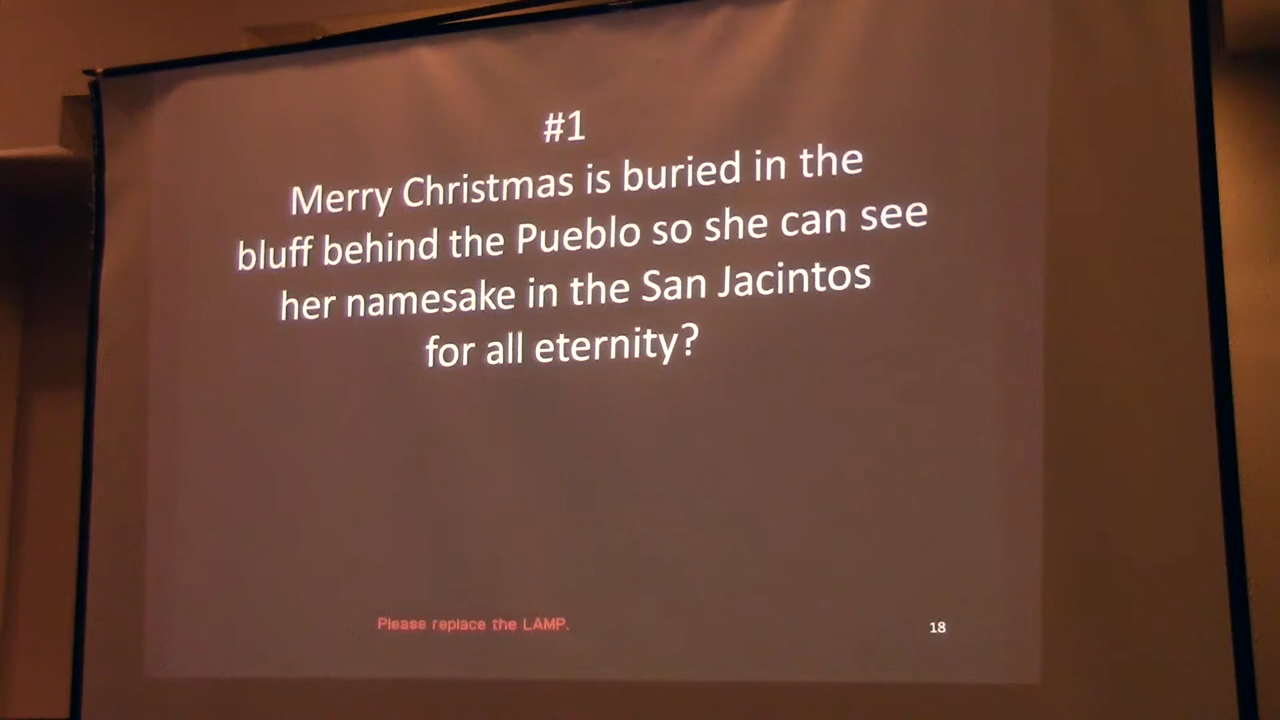 #1
Merry Christmas is buried in the
bluff behind the Pueblo so she can see
her namesake in the San Jacintos
for all eternity?
Please replace the LAMP.
18